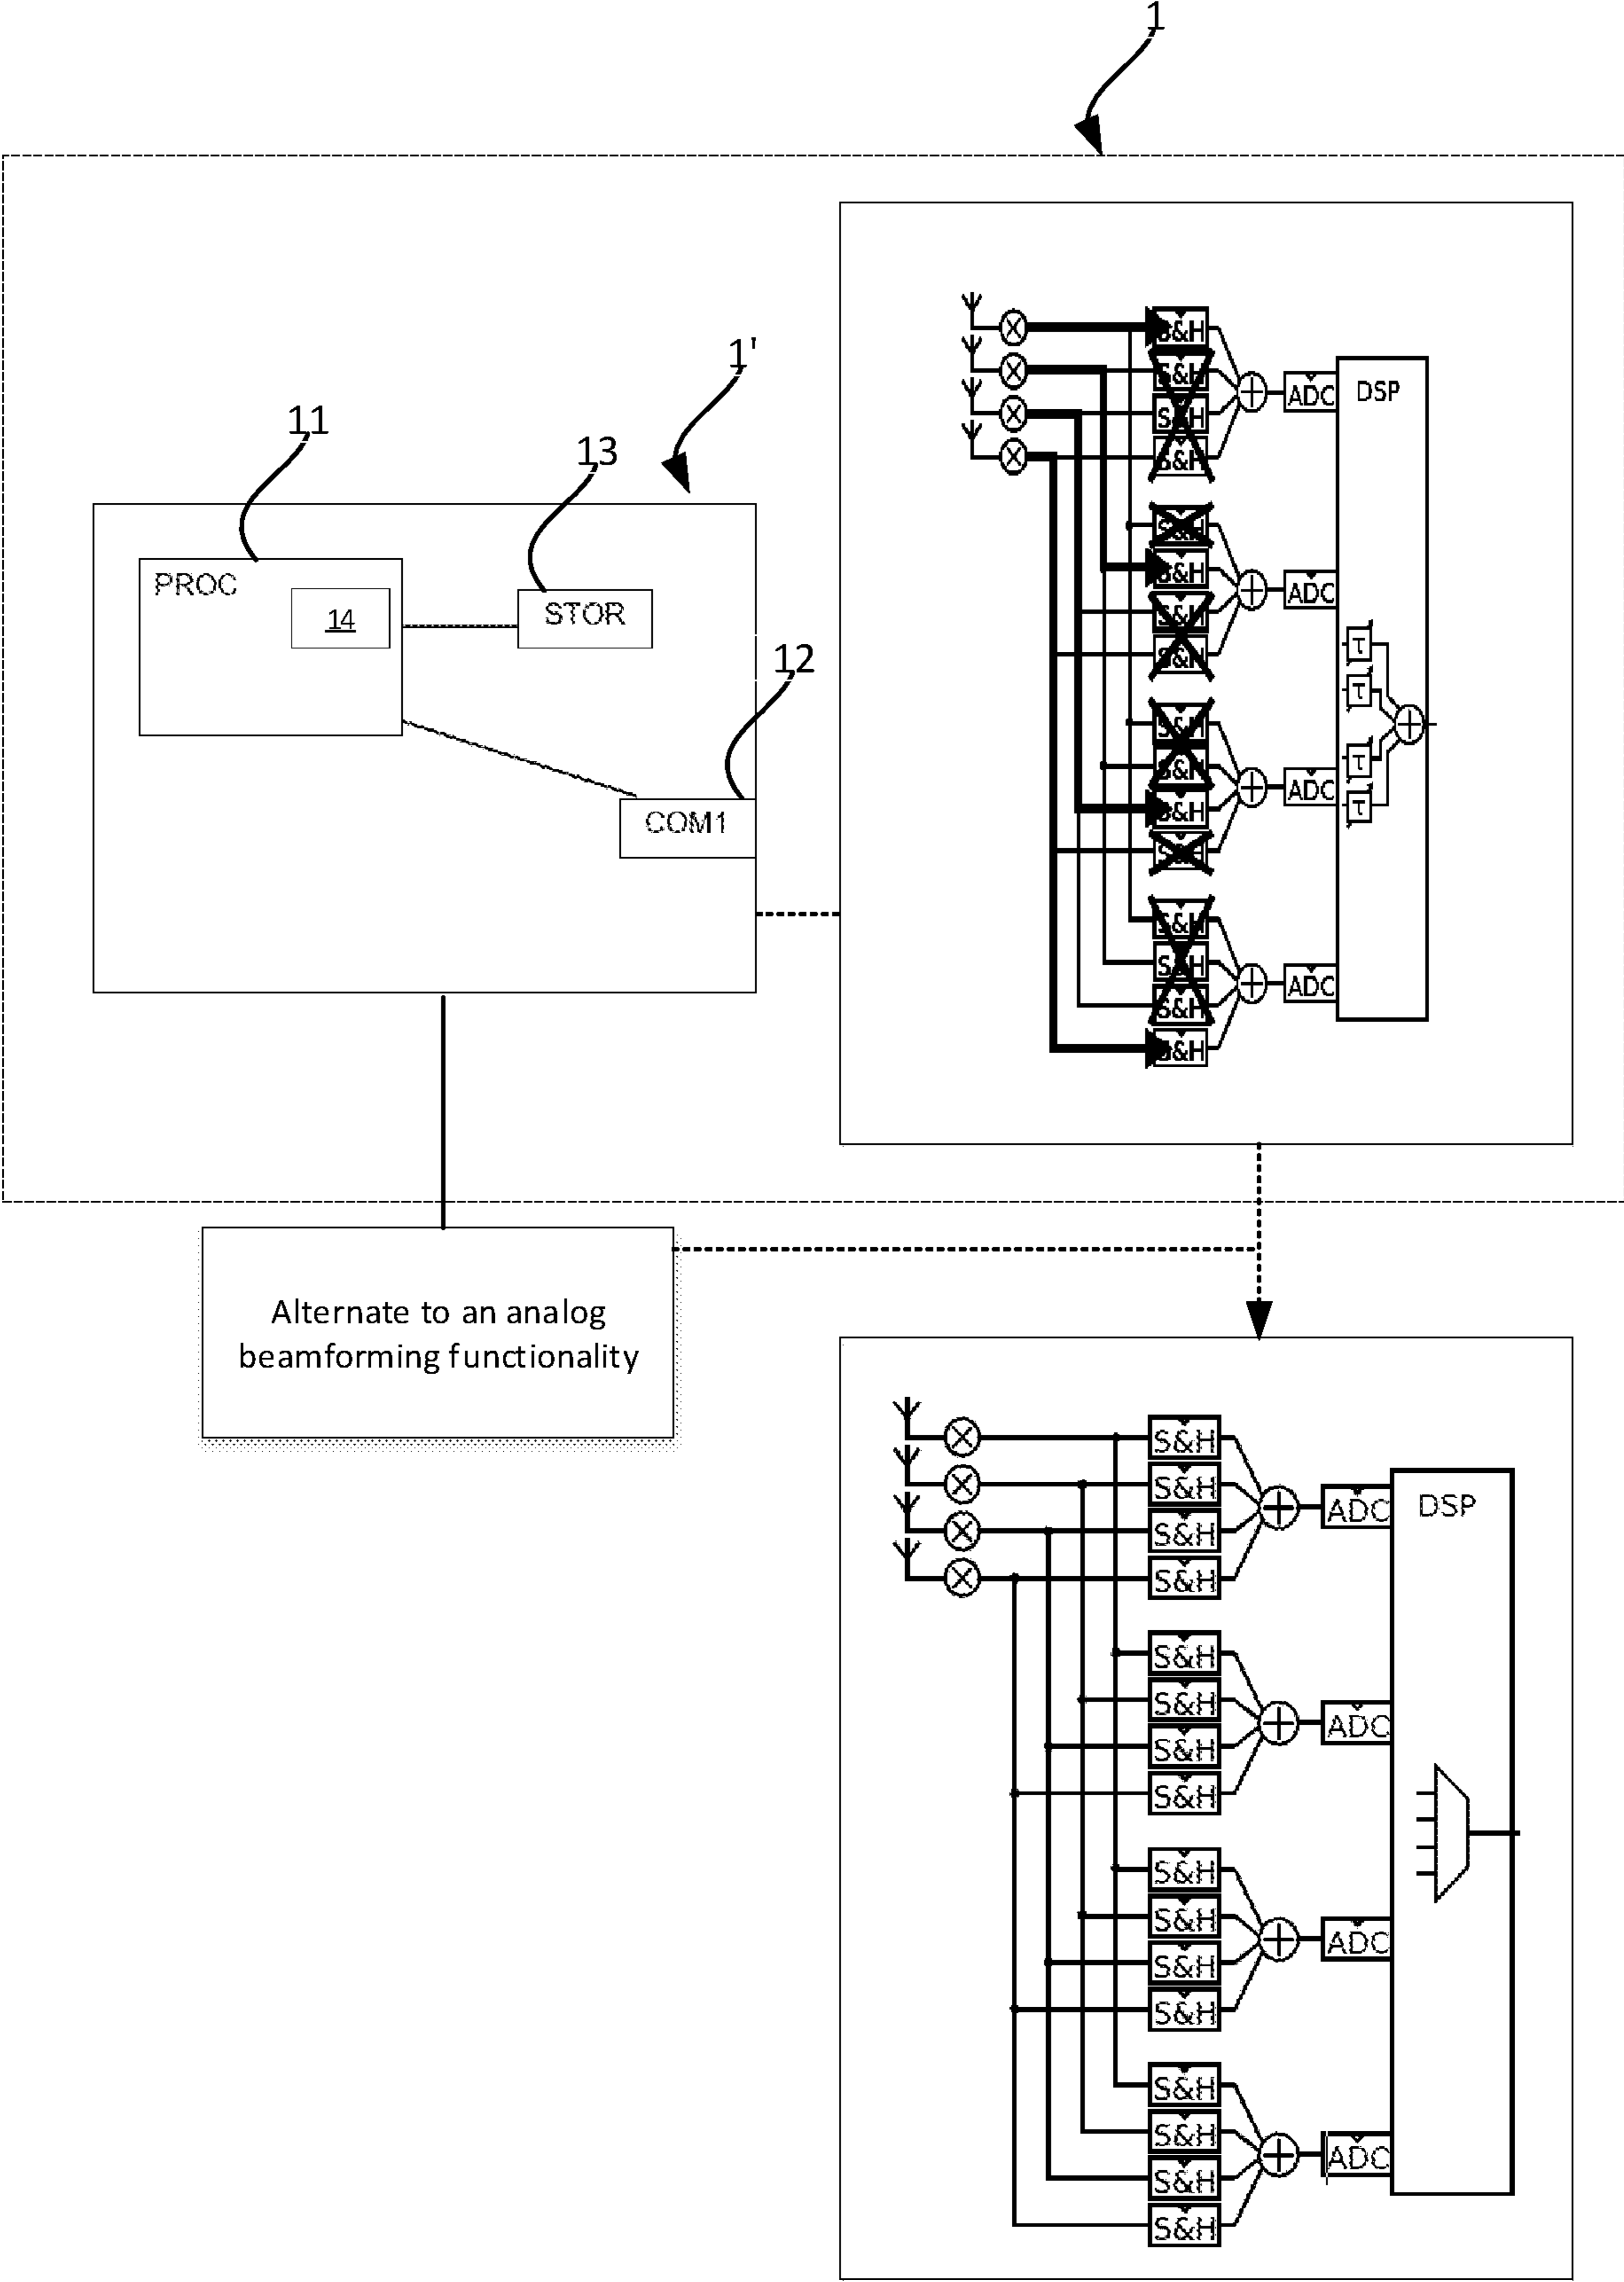 1
1'
11
13
PROC
14
STOR
12
COM1
S&H
S&H
S&H
S&H
ADC
DSP
S&H
S&H
S&H
S&H
ADC
τ
τ
τ
τ
S&H
S&H
S&H
S&H
ADC
S&H
S&H
S&H
S&H
ADC
Alternate to an analog
beamforming functionality
S&H
S&H
S&H
S&H
ADC
DSP
S&H
S&H
S&H
S&H
ADC
S&H
S&H
S&H
S&H
ADC
S&H
S&H
S&H
S&H
ADC